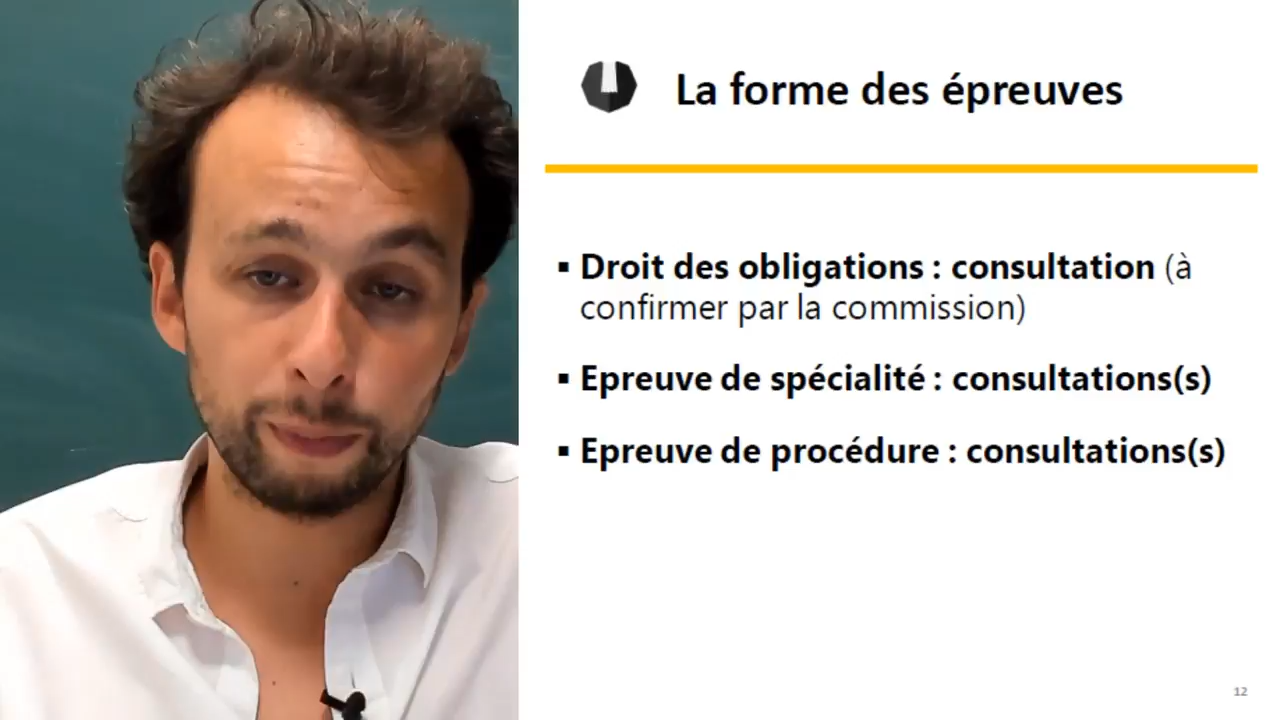 La forme des épreuves
▪ Droit des obligations : consultation (à
confirmer par la commission)
▪ Epreuve de spécialité : consultations(s)
▪ Epreuve de procédure : consultations(s)
12